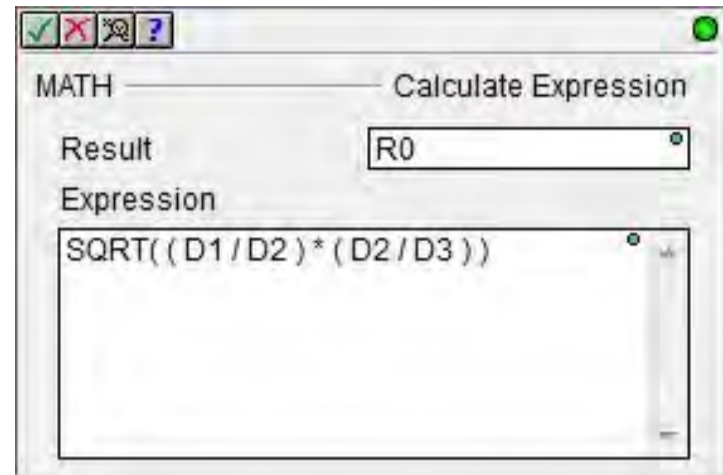 ?
MATH Calculate Expression
Result R0
Expression
SQRT( ( D1 / D2 ) * ( D2 / D3 ) )